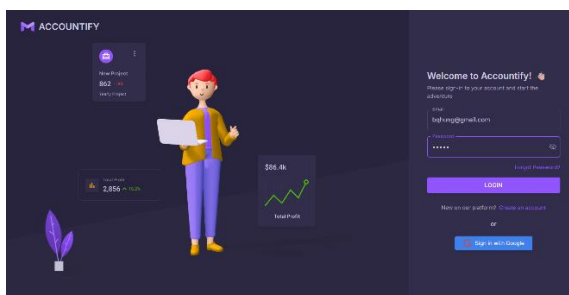 ACCOUNTIFY
New Project
862
Yearly Project
Total Profit
2,856
$86.4k
Total Profit
Welcome to Accountify! 👋🏻
Please sign-in to your account and start the
adventure
Email
bqhong@gmail.com
Password
•••••
Forgot Password?
LOGIN
New on our platform? Create an account
or
Sign in with Google